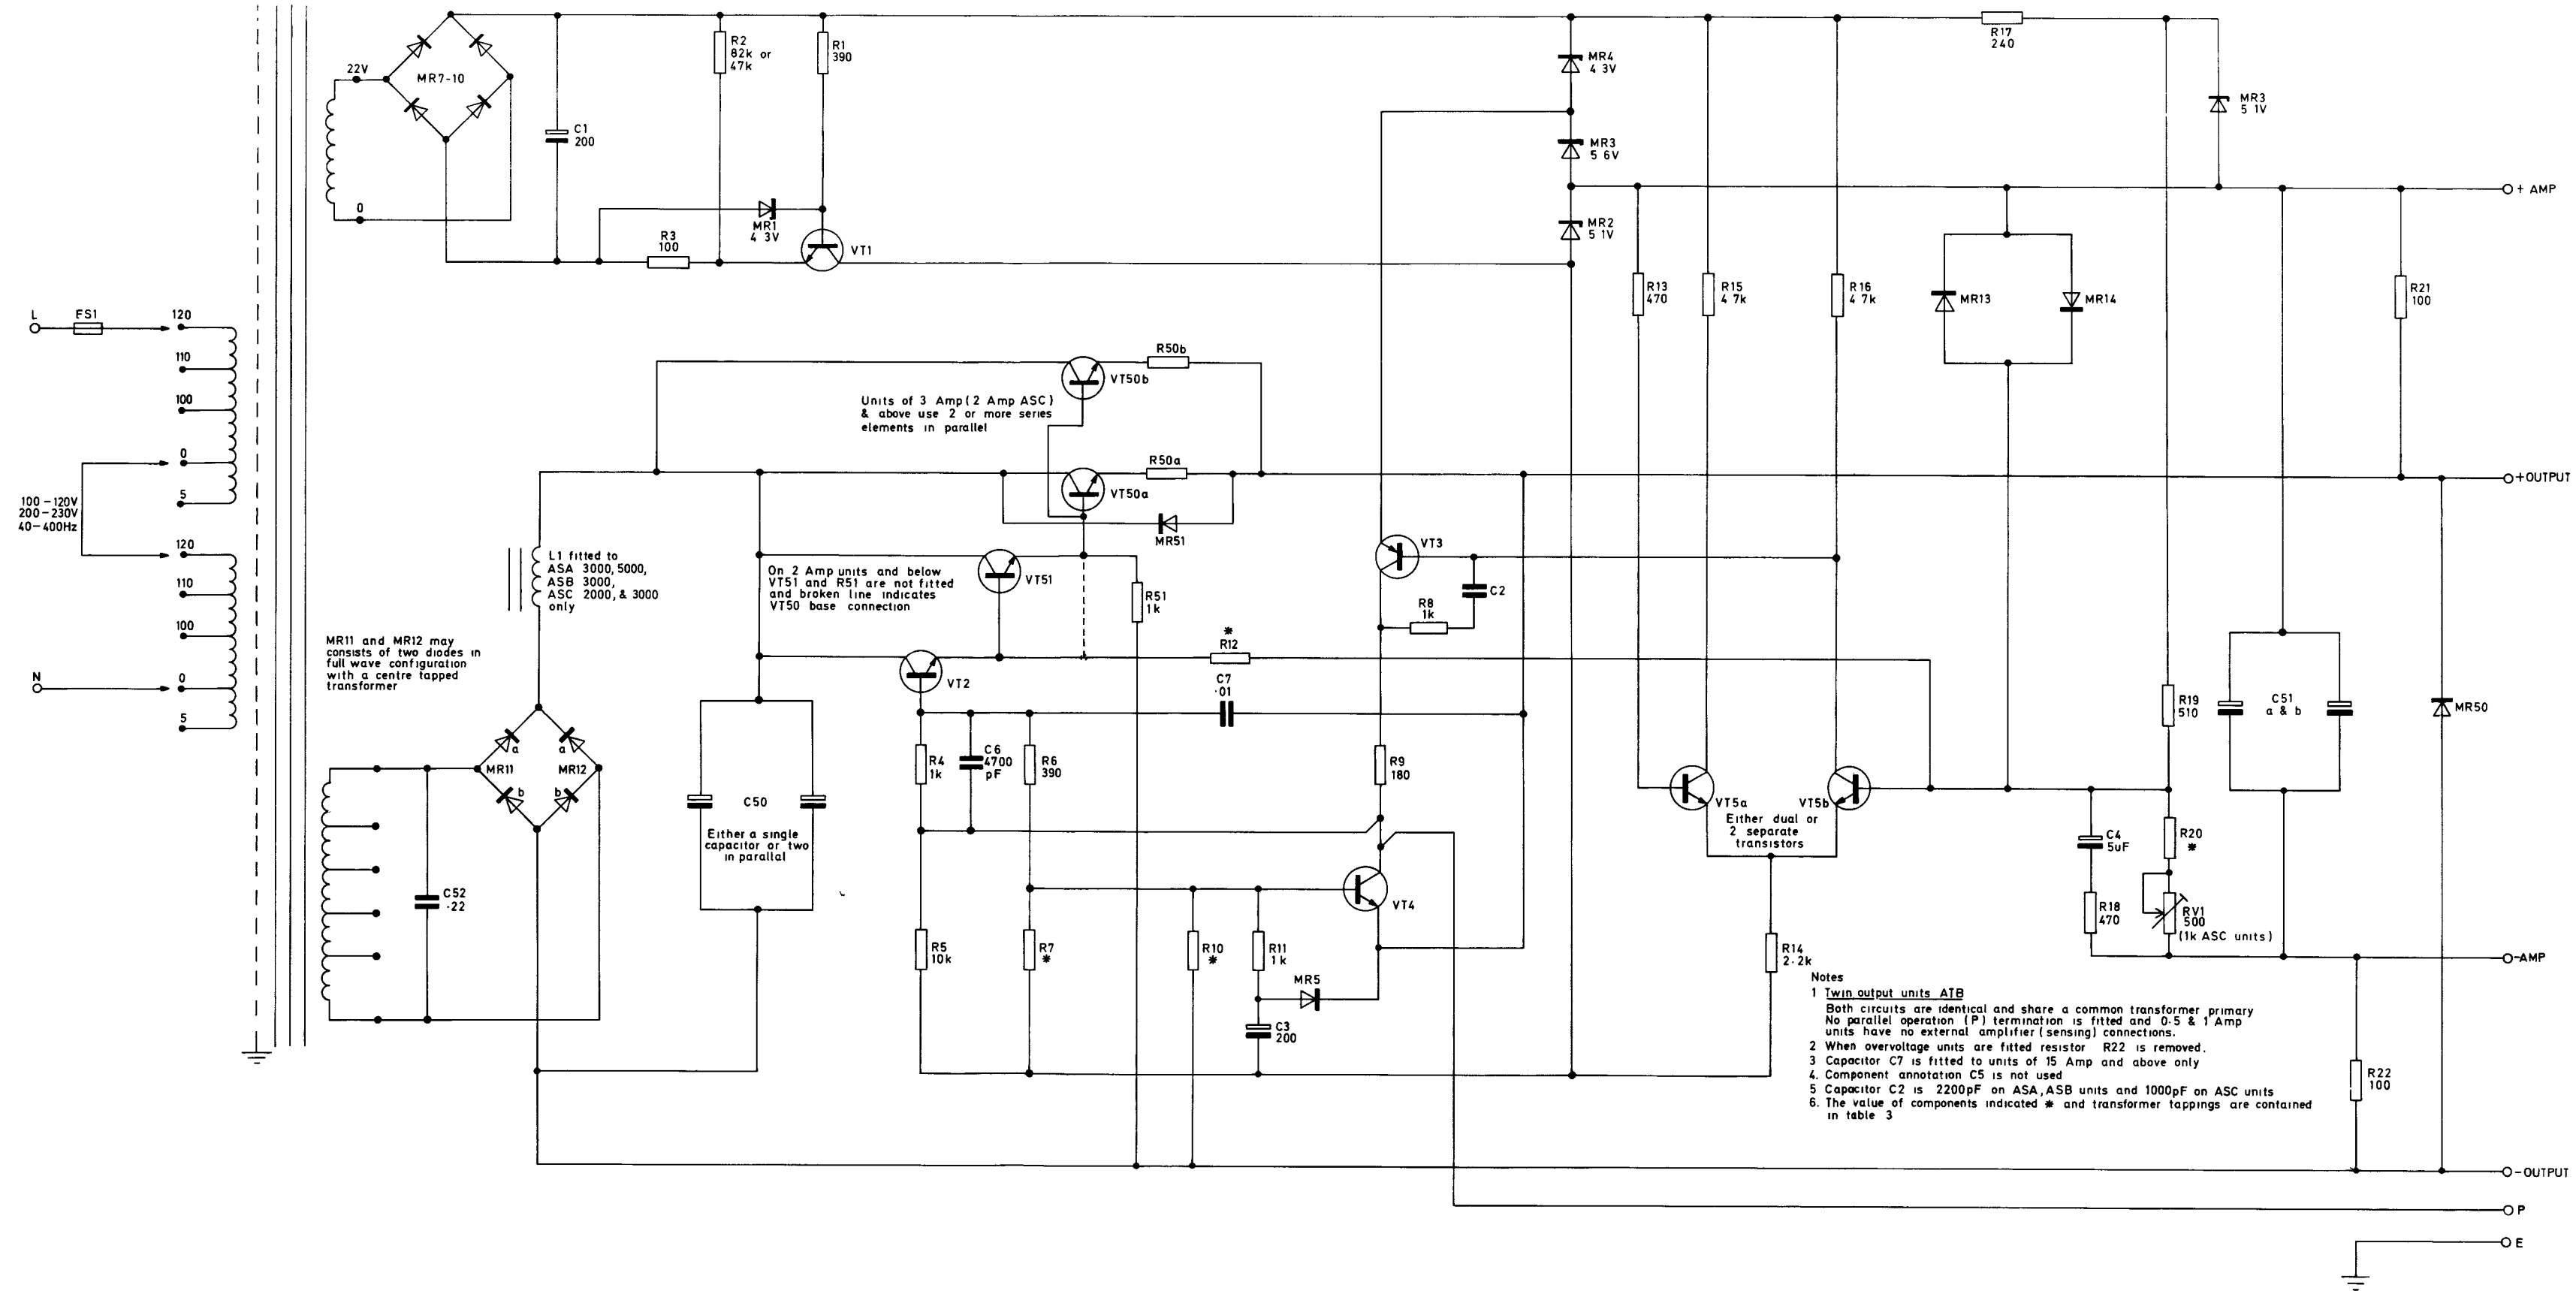 MR7-10
22V
0
C1
200
R2
82k or
47k
R1
390
MR1
4 3V
VT1
R3
100
MR4
4 3V
MR3
5 6V
MR2
5 1V
R17
240
MR3
5 1V
+ AMP
R13
470
R15
4 7k
R16
4 7k
MR13
MR14
R21
100
L
FS1
120
110
100
0
5
100-120V
200-230V
40-400Hz
120
110
100
0
5
N
R50b
VT50b
Units of 3 Amp (2 Amp ASC)
& above use 2 or more series
elements in parallel
R50a
VT50a
MR51
+OUTPUT
L1 fitted to
ASA 3000, 5000,
ASB 3000,
ASC 2000, & 3000
only
On 2 Amp units and below
VT51 and R51 are not fitted
and broken line indicates
VT50 base connection
VT51
R51
1k
VT3
C2
R8
1k
*
R12
MR11 and MR12 may
consists of two diodes in
full wave configuration
with a centre tapped
transformer
VT2
C7
·01
R19
510
C51
a & b
MR50
a
a
MR11
MR12
b
b
C50
Either a single
capacitor or two
in parallal
R4
1k
C6
4700
pF
R6
390
R9
180
VT5a
VT5b
Either dual or
2 separate
transistors
C4
5uF
R20
*
C52
·22
VT4
R18
470
RV1
500
(1k ASC units)
R5
10k
R7
*
R10
*
R11
1k
MR5
C3
200
R14
2·2k
-AMP
Notes
1 Twin output units ATB
Both circuits are identical and share a common transformer primary
No parallel operation (P) termination is fitted and 0·5 & 1 Amp
units have no external amplifier (sensing) connections.
2 When overvoltage units are fitted resistor R22 is removed.
3 Capacitor C7 is fitted to units of 15 Amp and above only
4. Component annotation C5 is not used
5 Capacitor C2 is 2200pF on ASA, ASB units and 1000pF on ASC units
6. The value of components indicated * and transformer tappings are contained
in table 3
R22
100
-OUTPUT
P
E